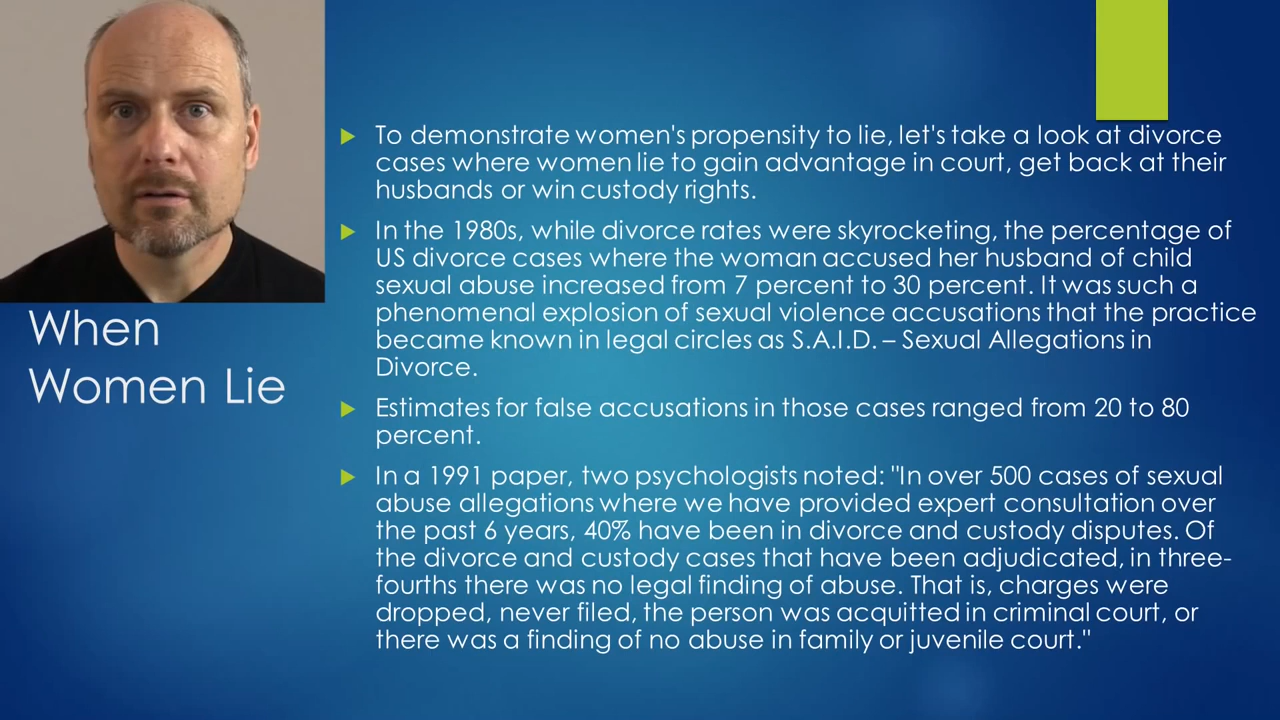 When
Women Lie
To demonstrate women's propensity to lie, let's take a look at divorce
cases where women lie to gain advantage in court, get back at their
husbands or win custody rights.
In the 1980s, while divorce rates were skyrocketing, the percentage of
US divorce cases where the woman accused her husband of child
sexual abuse increased from 7 percent to 30 percent. It was such a
phenomenal explosion of sexual violence accusations that the practice
became known in legal circles as S.A.I.D. – Sexual Allegations in
Divorce.
Estimates for false accusations in those cases ranged from 20 to 80
percent.
In a 1991 paper, two psychologists noted: "In over 500 cases of sexual
abuse allegations where we have provided expert consultation over
the past 6 years, 40% have been in divorce and custody disputes. Of
the divorce and custody cases that have been adjudicated, in three-
fourths there was no legal finding of abuse. That is, charges were
dropped, never filed, the person was acquitted in criminal court, or
there was a finding of no abuse in family or juvenile court."